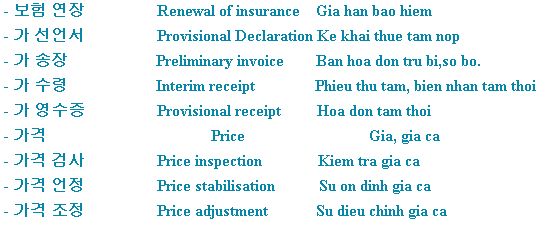 - 보험 연장 Renewal of insurance Gia han bao hiem
- 가 선언서 Provisional Declaration Ke khai thue tam nop
- 가 송장 Preliminary invoice Ban hoa don tru bi,so bo.
- 가 수령 Interim receipt Phieu thu tam, bien nhan tam thoi
- 가 영수증 Provisional receipt Hoa don tam thoi
- 가격 Price Gia, gia ca
- 가격 검사 Price inspection Kiem tra gia ca
- 가격 언정 Price stabilisation Su on dinh gia ca
- 가격 조정 Price adjustment Su dieu chinh gia ca